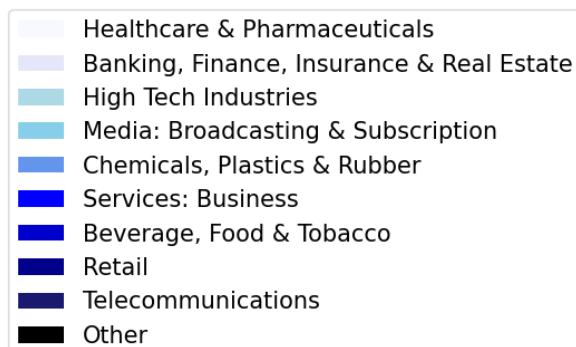 Healthcare & Pharmaceuticals
Banking, Finance, Insurance & Real Estate
High Tech Industries
Media: Broadcasting & Subscription
Chemicals, Plastics & Rubber
Services: Business
Beverage, Food & Tobacco
Retail
Telecommunications
Other